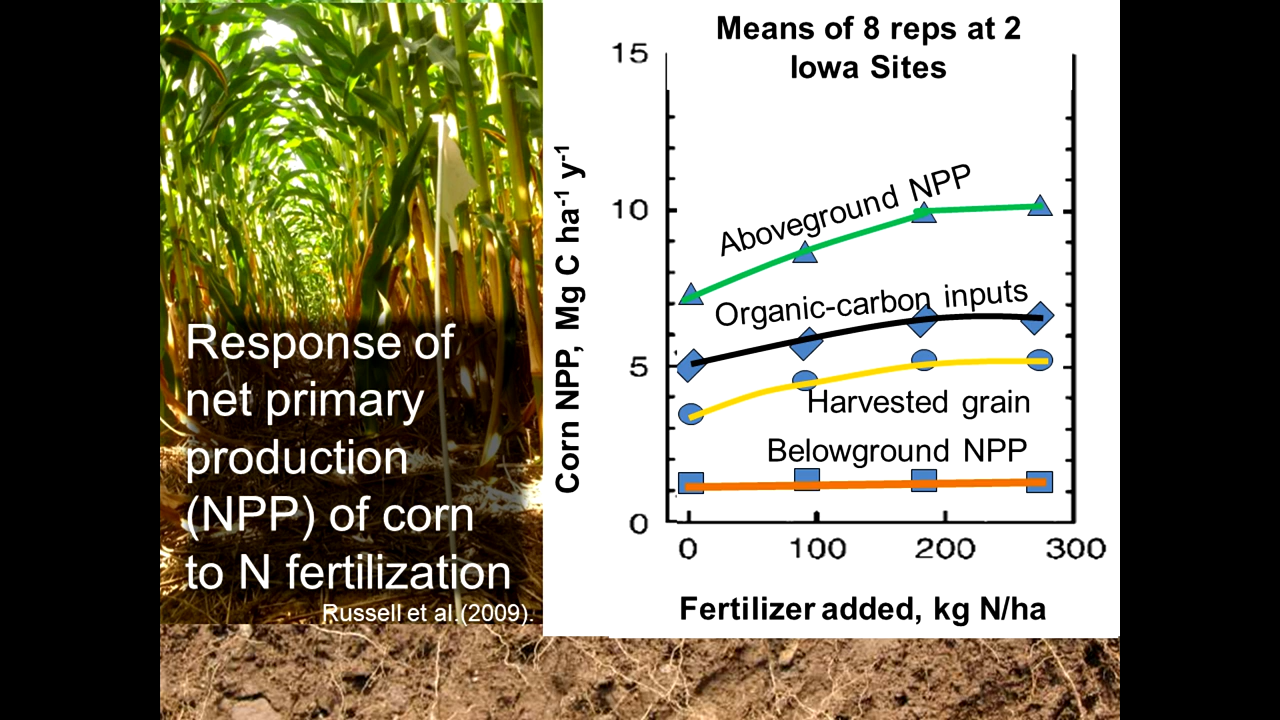 Response of
net primary
production
(NPP) of corn
to N fertilization
Russell et al.(2009).
Means of 8 reps at 2
Iowa Sites
Corn NPP, Mg C ha⁻¹ y⁻¹
15
10
5
0
Aboveground NPP
Organic-carbon inputs
Harvested grain
Belowground NPP
0 100 200 300
Fertilizer added, kg N/ha